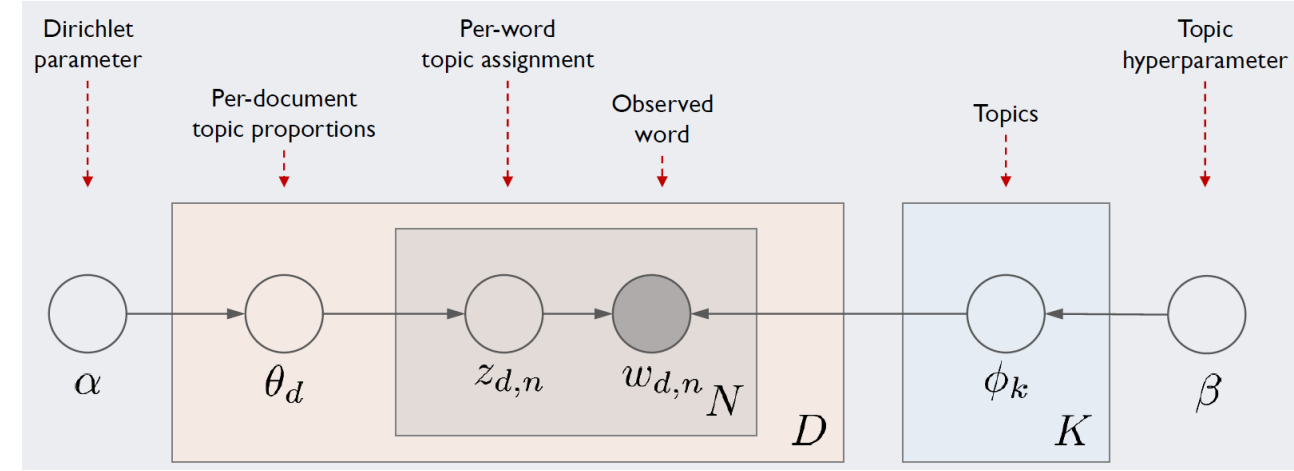 Dirichlet
parameter
Per-document
topic proportions
Per-word
topic assignment
Observed
word
Topics
Topic
hyperparameter
α
θ_d
z_{d,n}
w_{d,n}
N
D
ϕ_k
K
β